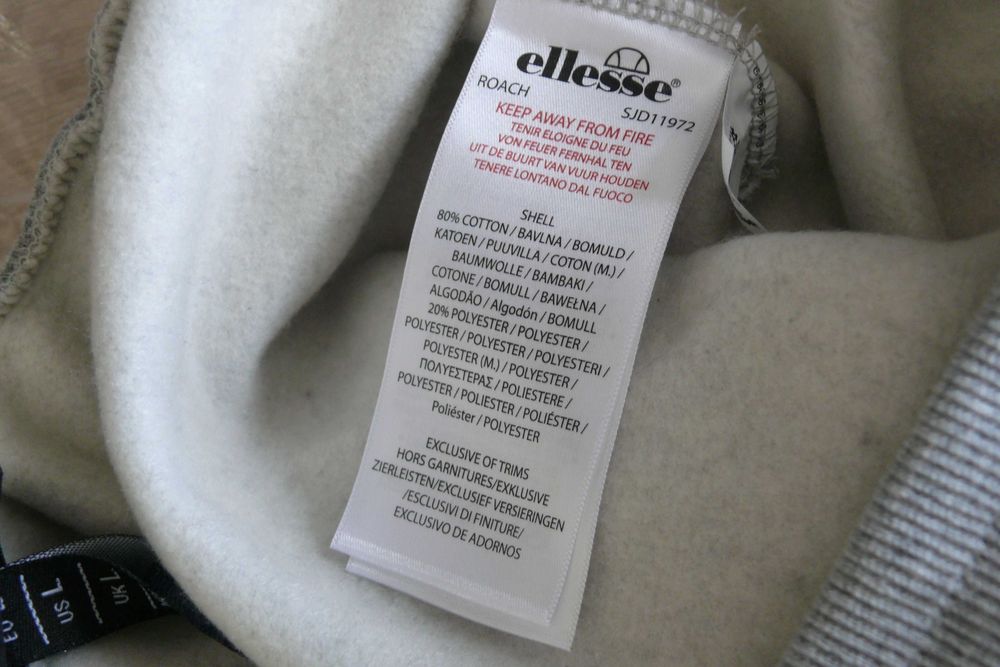 ellesse®
ROACH SJD11972
KEEP AWAY FROM FIRE
TENIR ELOIGNE DU FEU
VON FEUER FERNHAL TEN
UIT DE BUURT VAN VUUR HOUDEN
TENERE LONTANO DAL FUOCO
SHELL
80% COTTON / BAVLNA / BOMULD /
KATOEN / PUUVILLA / COTON (M.) /
BAUMWOLLE / BAMBAKI /
COTONE / BOMULL / BAWEŁNA /
ALGODÃO / Algodón / BOMULL
20% POLYESTER / POLYESTER /
POLYESTER / POLYESTER / POLYESTERI /
POLYESTER (M.) / POLYESTER /
ΠΟΛΥΕΣΤΕΡΑΣ / POLIESTERE /
POLYESTER / POLIESTER / POLIÉSTER /
Poliéster / POLYESTER
EXCLUSIVE OF TRIMS
HORS GARNITURES/EXKLUSIVE
ZIERLEISTEN/EXCLUSIEF VERSIERINGEN
/ESCLUSIVI DI FINITURE/
EXCLUSIVO DE ADORNOS
UK L
US L
EU